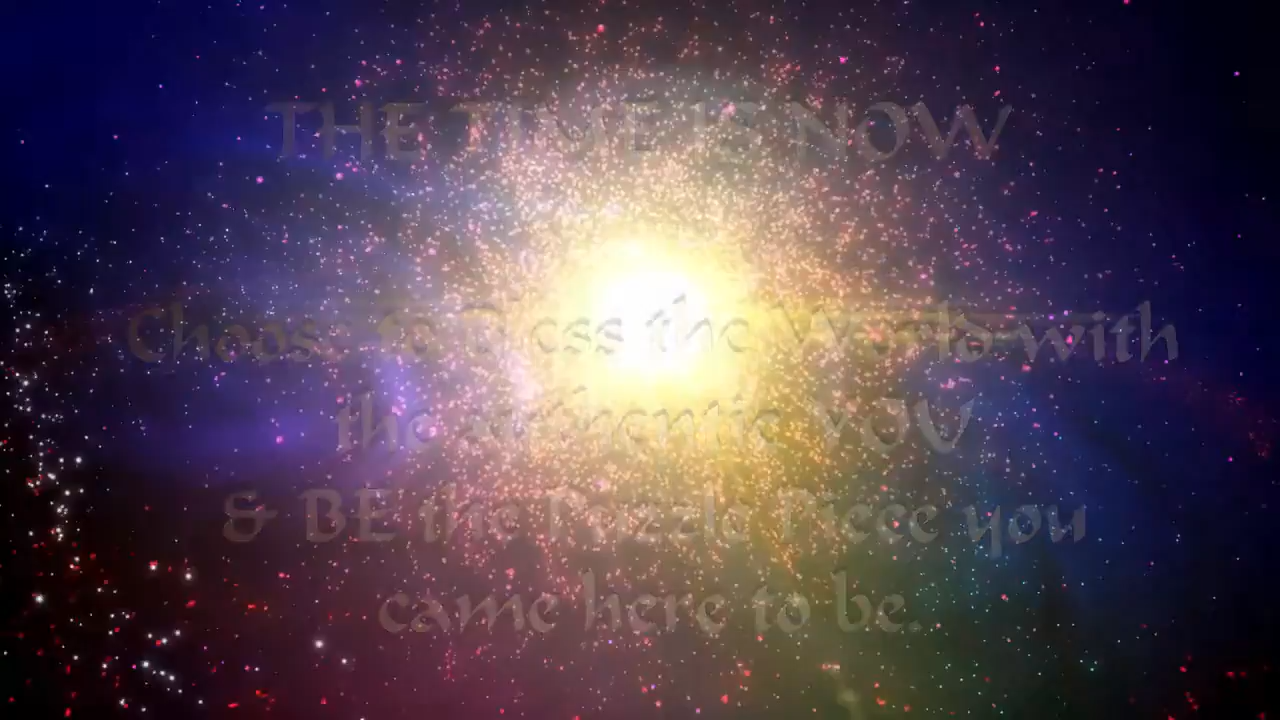 THE TIME IS NOW
Choose to Bless the World with
the authentic YOU
& BE the Puzzle Piece you
came here to be.